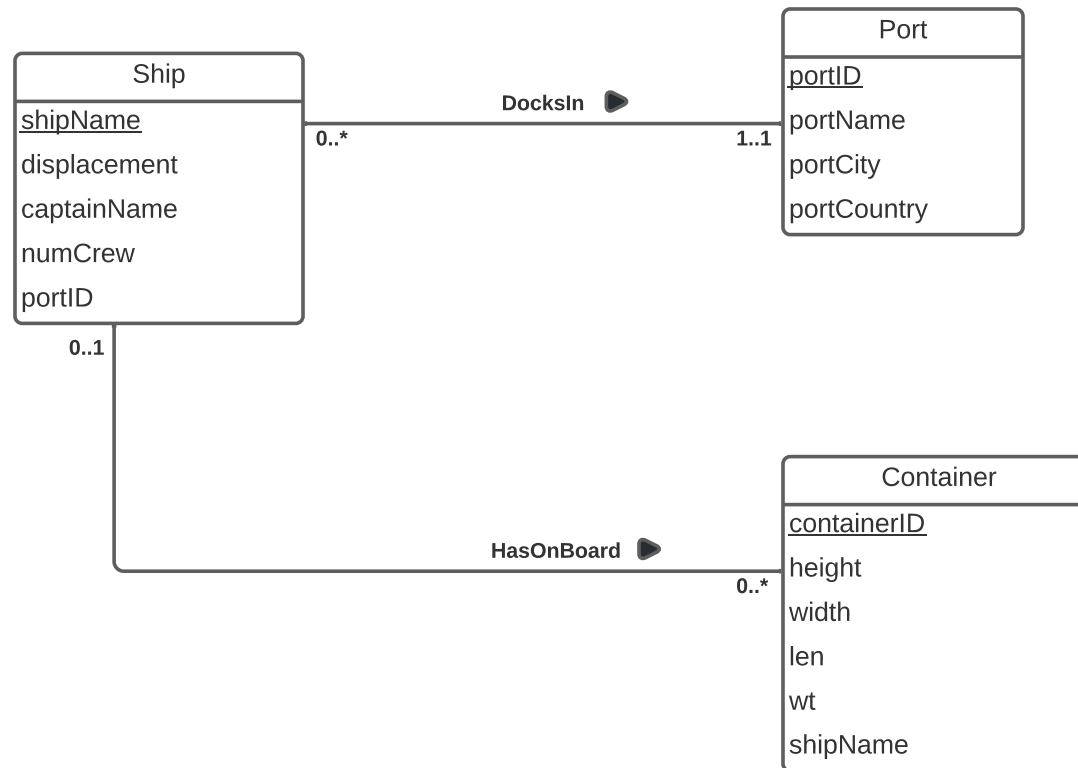 Ship
shipName
displacement
captainName
numCrew
portID
DocksIn
0..*
1..1
Port
portID
portName
portCity
portCountry
0..1
HasOnBoard
0..*
Container
containerID
height
width
len
wt
shipName